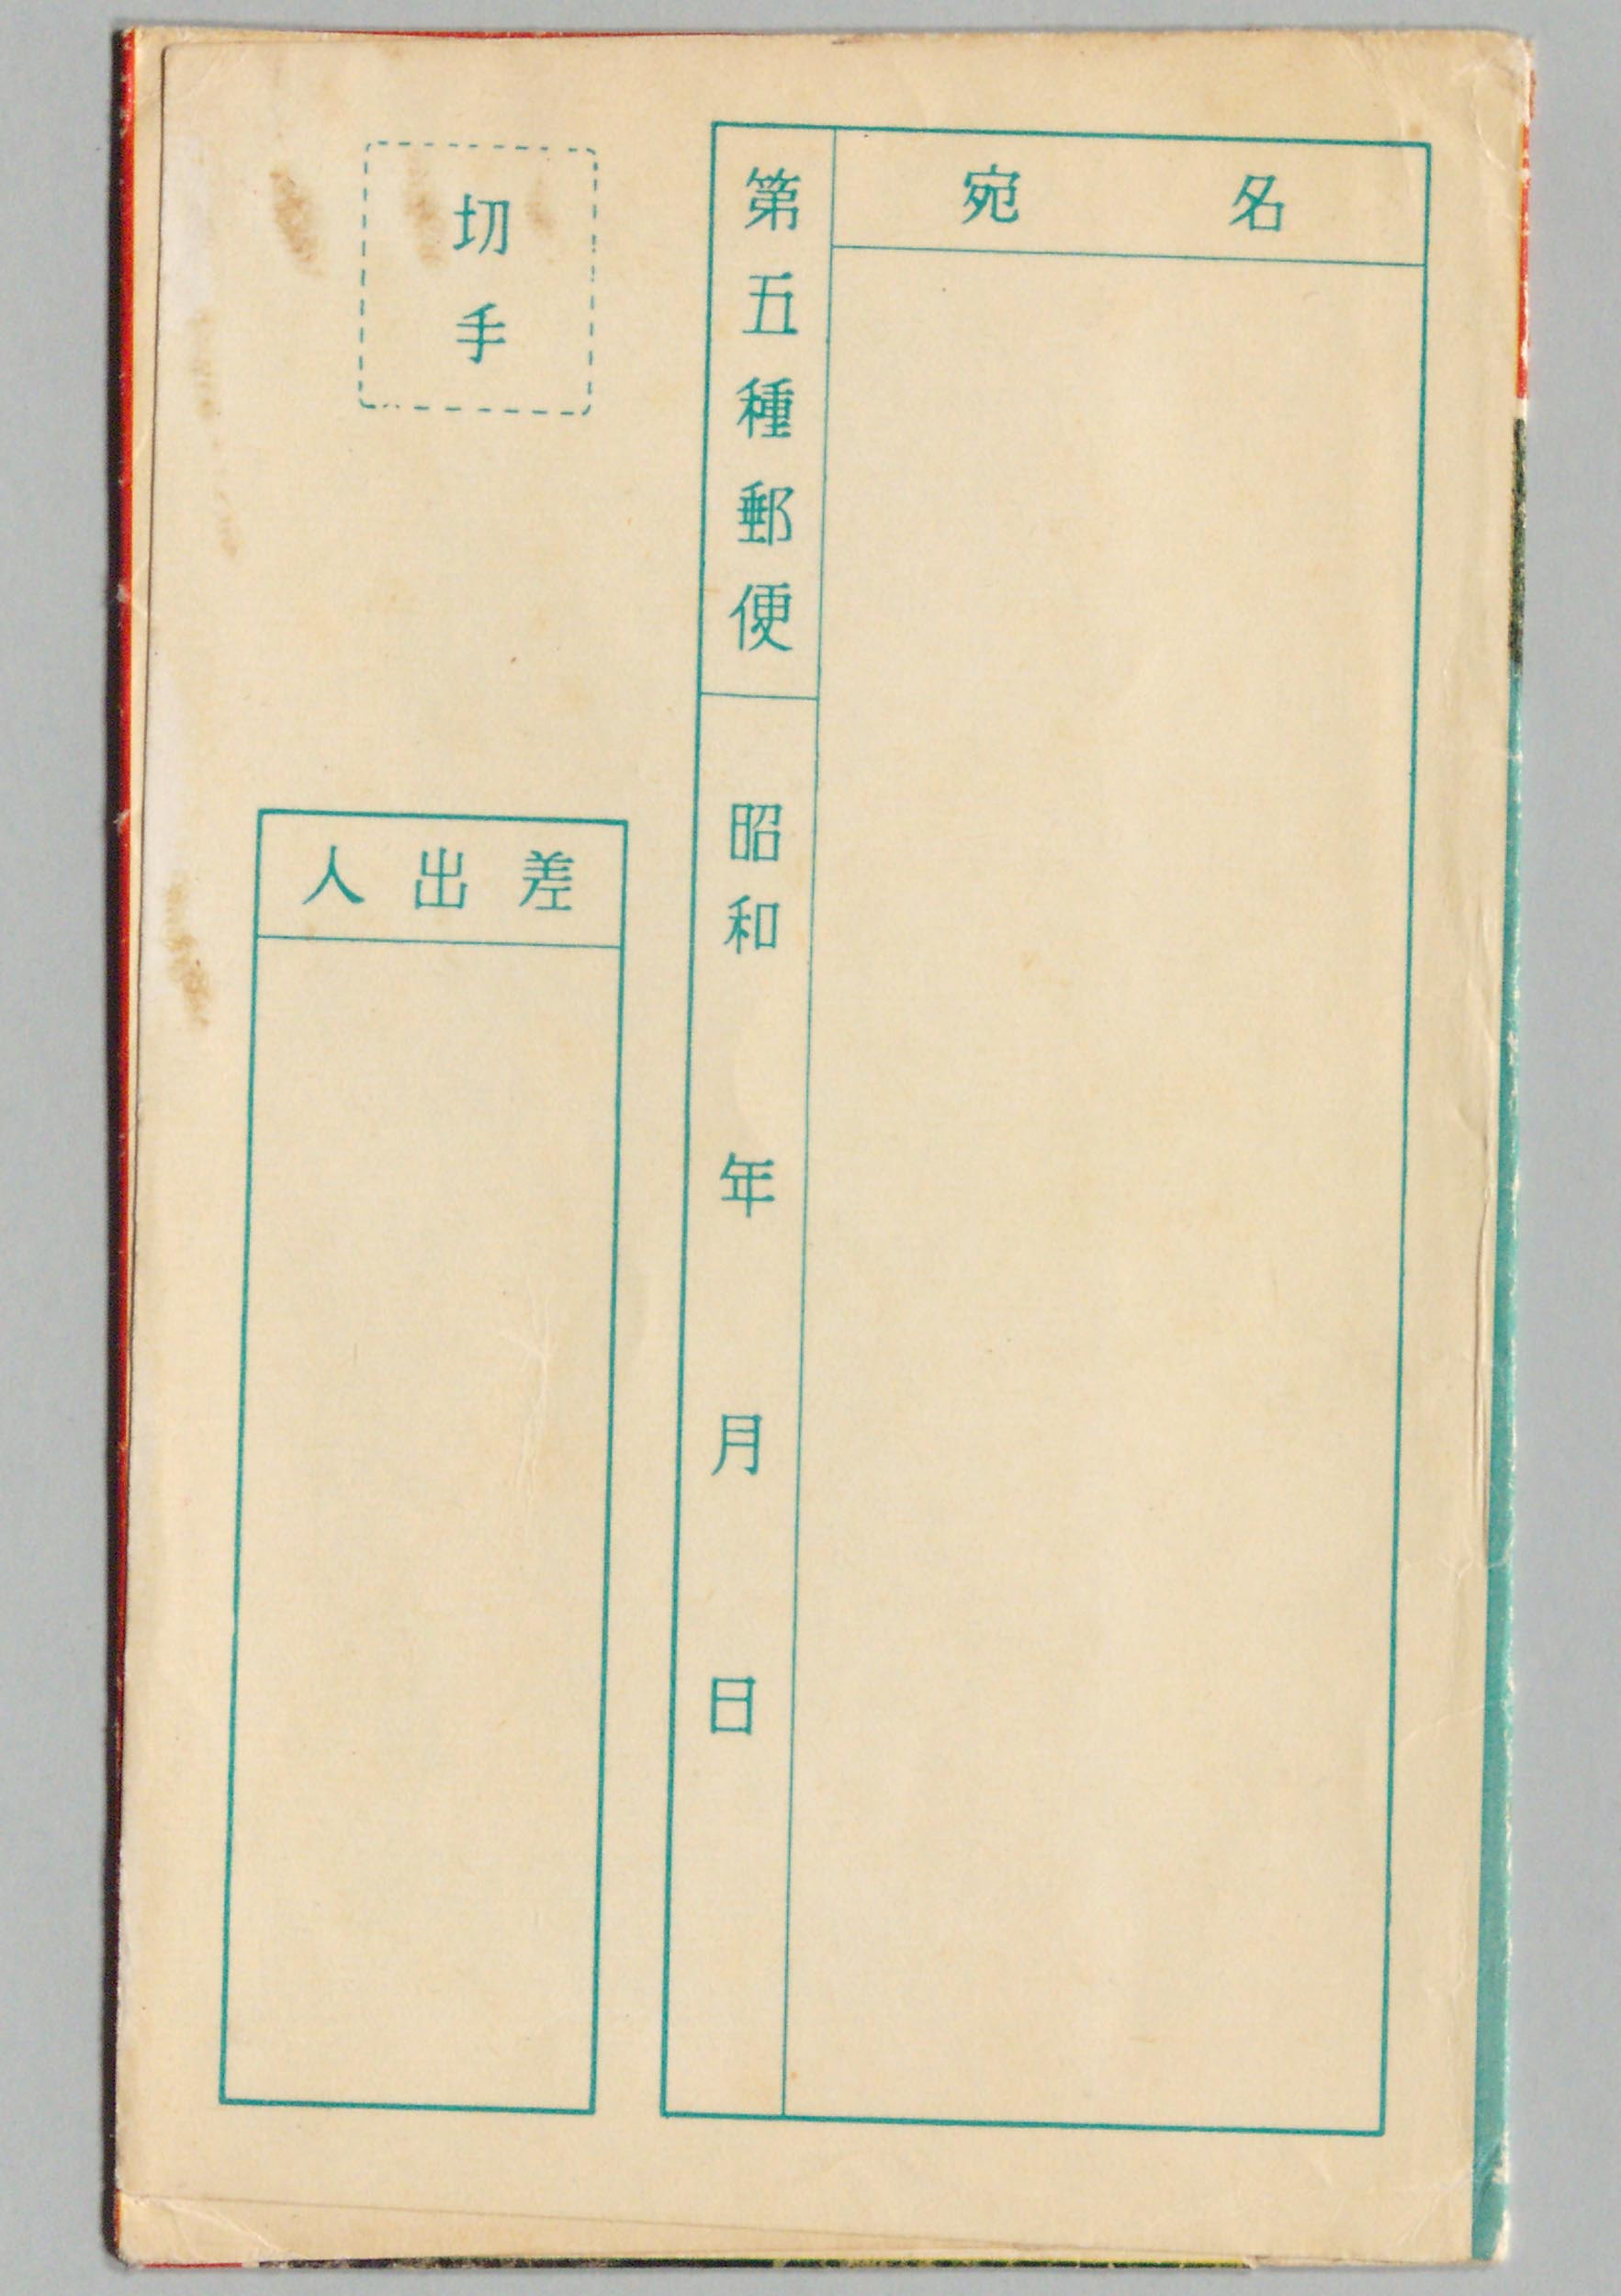 宛名
第五種郵便
昭和 年 月 日
切手
人出差